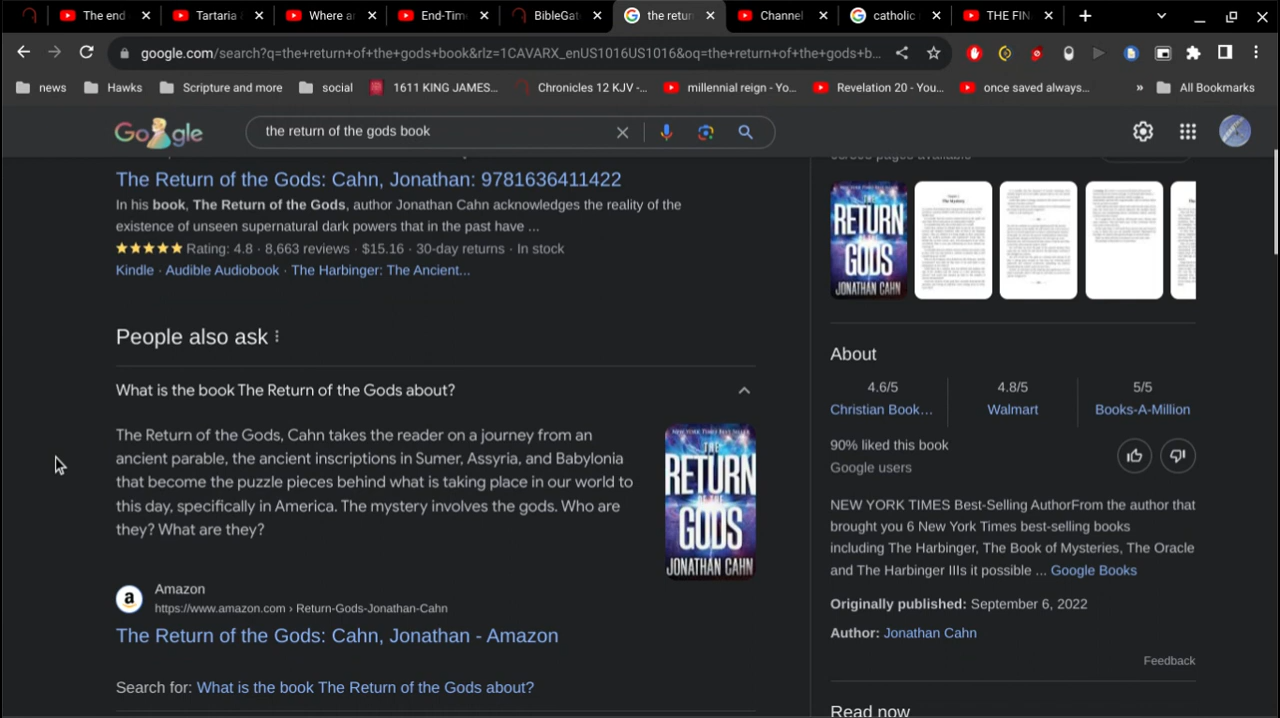 The end
Tartaria
Where a
End-Time
BibleGat
the retur
Channel
catholic
THE FIN
google.com/search?q=the+return+of+the+gods+book&rlz=1CAVARX_enUS1016US1016&oq=the+return+of+the+gods+b...
news
Hawks
Scripture and more
social
1611 KING JAMES...
Chronicles 12 KJV -...
millennial reign - Yo...
Revelation 20 - You...
once saved always...
»
All Bookmarks
Google
the return of the gods book
The Return of the Gods: Cahn, Jonathan: 9781636411422
In his book, The Return of the Gods, author Jonathan Cahn acknowledges the reality of the
existence of unseen supernatural dark powers that in the past have ...
Rating: 4.8 · 8,663 reviews · $15.16 · 30-day returns · In stock
Kindle · Audible Audiobook · The Harbinger: The Ancient...
People also ask
What is the book The Return of the Gods about?
The Return of the Gods, Cahn takes the reader on a journey from an
ancient parable, the ancient inscriptions in Sumer, Assyria, and Babylonia
that become the puzzle pieces behind what is taking place in our world to
this day, specifically in America. The mystery involves the gods. Who are
they? What are they?
THE
RETURN
OF THE
GODS
JONATHAN CAHN
a
Amazon
https://www.amazon.com › Return-Gods-Jonathan-Cahn
The Return of the Gods: Cahn, Jonathan - Amazon
Search for: What is the book The Return of the Gods about?
pages available
THE
RETURN
OF THE
GODS
JONATHAN CAHN
About
4.6/5
Christian Book...
4.8/5
Walmart
5/5
Books-A-Million
90% liked this book
Google users
NEW YORK TIMES Best-Selling AuthorFrom the author that
brought you 6 New York Times best-selling books
including The Harbinger, The Book of Mysteries, The Oracle
and The Harbinger IIIs it possible ... Google Books
Originally published: September 6, 2022
Author: Jonathan Cahn
Feedback
Read now